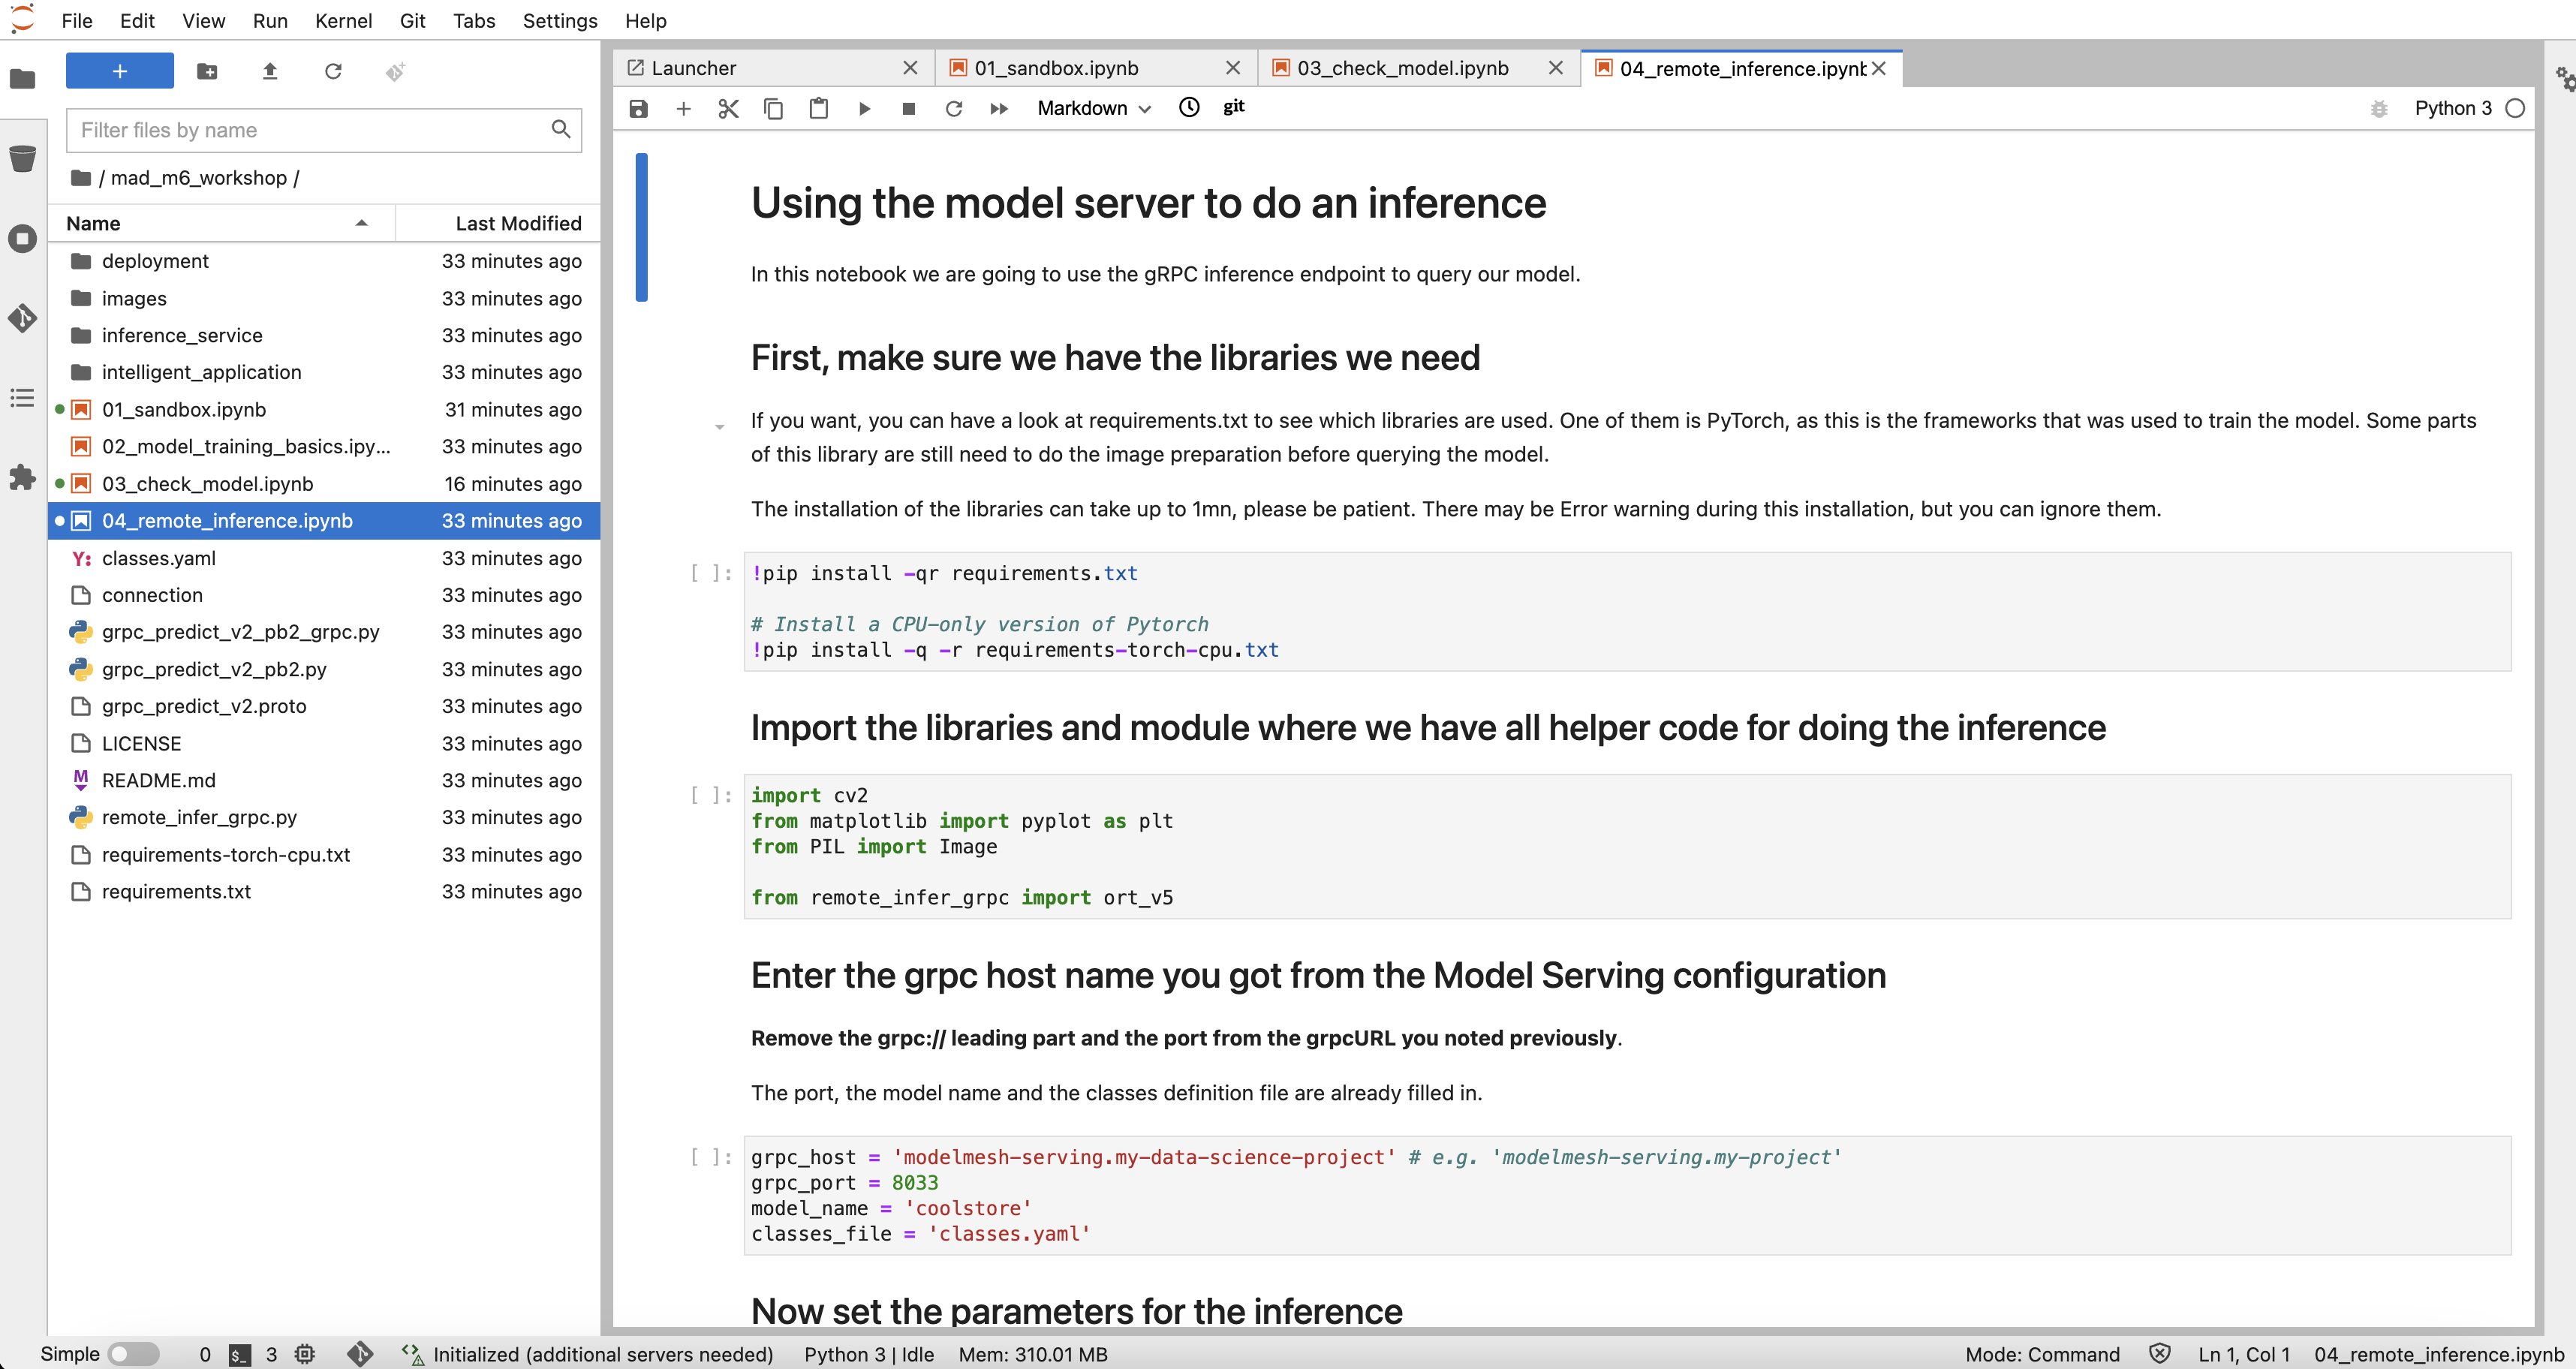 File Edit View Run Kernel Git Tabs Settings Help
Filter files by name
/ mad_m6_workshop /
Name Last Modified
deployment 33 minutes ago
images 33 minutes ago
inference_service 33 minutes ago
intelligent_application 33 minutes ago
01_sandbox.ipynb 31 minutes ago
02_model_training_basics.ipy... 33 minutes ago
03_check_model.ipynb 16 minutes ago
04_remote_inference.ipynb 33 minutes ago
Y: classes.yaml 33 minutes ago
connection 33 minutes ago
grpc_predict_v2_pb2_grpc.py 33 minutes ago
grpc_predict_v2_pb2.py 33 minutes ago
grpc_predict_v2.proto 33 minutes ago
LICENSE 33 minutes ago
M README.md 33 minutes ago
remote_infer_grpc.py 33 minutes ago
requirements-torch-cpu.txt 33 minutes ago
requirements.txt 33 minutes ago
Launcher 01_sandbox.ipynb 03_check_model.ipynb 04_remote_inference.ipynb
Markdown git Python 3
Using the model server to do an inference
In this notebook we are going to use the gRPC inference endpoint to query our model.
First, make sure we have the libraries we need
If you want, you can have a look at requirements.txt to see which libraries are used. One of them is PyTorch, as this is the frameworks that was used to train the model. Some parts
of this library are still need to do the image preparation before querying the model.
The installation of the libraries can take up to 1mn, please be patient. There may be Error warning during this installation, but you can ignore them.
[ ]: !pip install -qr requirements.txt
# Install a CPU-only version of Pytorch
!pip install -q -r requirements-torch-cpu.txt
Import the libraries and module where we have all helper code for doing the inference
[ ]: import cv2
from matplotlib import pyplot as plt
from PIL import Image
from remote_infer_grpc import ort_v5
Enter the grpc host name you got from the Model Serving configuration
Remove the grpc:// leading part and the port from the grpcURL you noted previously.
The port, the model name and the classes definition file are already filled in.
[ ]: grpc_host = 'modelmesh-serving.my-data-science-project' # e.g. 'modelmesh-serving.my-project'
grpc_port = 8033
model_name = 'coolstore'
classes_file = 'classes.yaml'
Now set the parameters for the inference
Simple 0 $_ 3 Initialized (additional servers needed) Python 3 | Idle Mem: 310.01 MB Mode: Command Ln 1, Col 1 04_remote_inference.ipynb